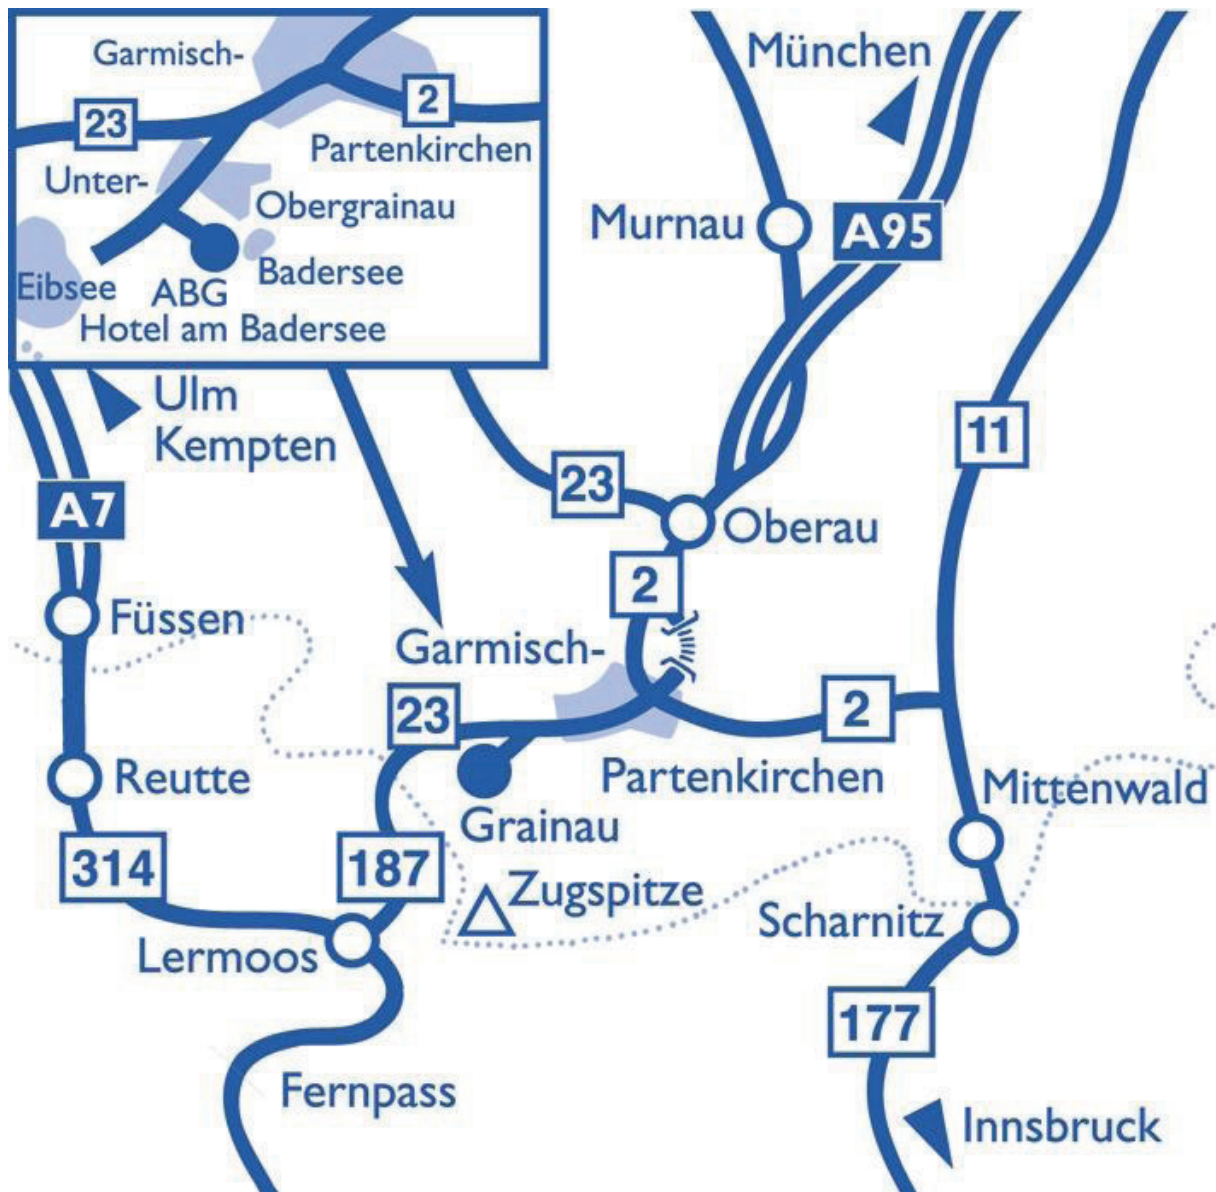 Garmisch-
23
2
Partenkirchen
Unter-
Obergrainau
Badersee
Eibsee
ABG
Hotel am Badersee
München
Murnau
A95
Ulm
Kempten
11
23
A7
Oberau
2
Füssen
Garmisch-
23
2
Reutte
Partenkirchen
Mittenwald
Grainau
314
187
Zugspitze
Scharnitz
Lermoos
177
Fernpass
Innsbruck